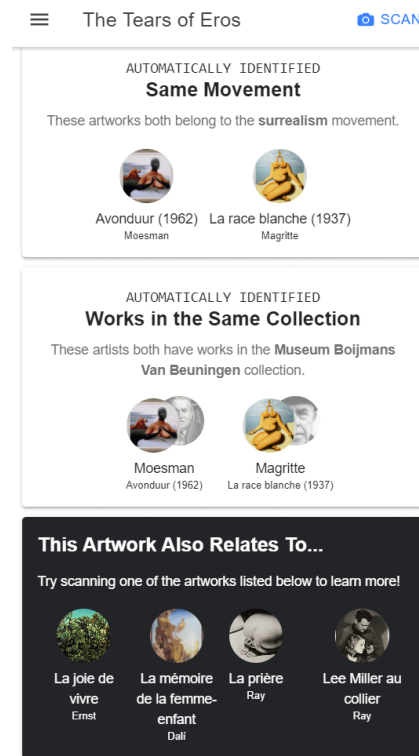 The Tears of Eros
SCAN
AUTOMATICALLY IDENTIFIED
Same Movement
These artworks both belong to the surrealism movement.
Avonduur (1962) La race blanche (1937)
Moesman Magritte
AUTOMATICALLY IDENTIFIED
Works in the Same Collection
These artists both have works in the Museum Boijmans
Van Beuningen collection.
Moesman Magritte
Avonduur (1962) La race blanche (1937)
This Artwork Also Relates To...
Try scanning one of the artworks listed below to learn more!
La joie de
vivre
Ernst
La mémoire
de la femme-
enfant
Dalí
La prière
Ray
Lee Miller au
collier
Ray